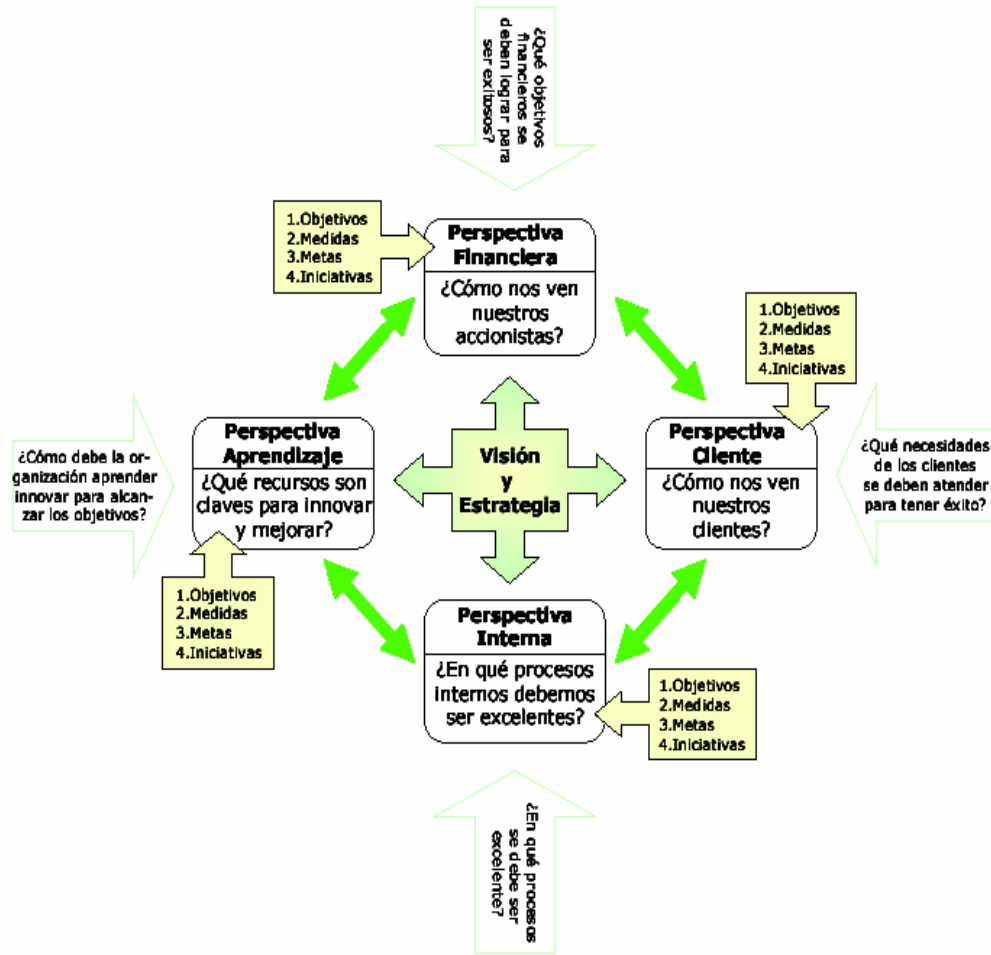 ¿Qué objetivos
financieros se
deben lograr para
ser exitosos?
1.Objetivos
2.Medidas
3.Metas
4.Iniciativas
Perspectiva
Financiera
¿Cómo nos ven
nuestros
accionistas?
1.Objetivos
2.Medidas
3.Metas
4.Iniciativas
¿Cómo debe la or-
ganización aprender
innovar para alcan-
zar los objetivos?
Perspectiva
Aprendizaje
¿Qué recursos son
claves para innovar
y mejorar?
Visión
y
Estrategia
Perspectiva
Cliente
¿Cómo nos ven
nuestros
clientes?
¿Qué necesidades
de los clientes
se deben atender
para tener éxito?
1.Objetivos
2.Medidas
3.Metas
4.Iniciativas
Perspectiva
Interna
¿En qué procesos
internos debemos
ser excelentes?
1.Objetivos
2.Medidas
3.Metas
4.Iniciativas
¿En qué procesos
se debe ser
excelente?